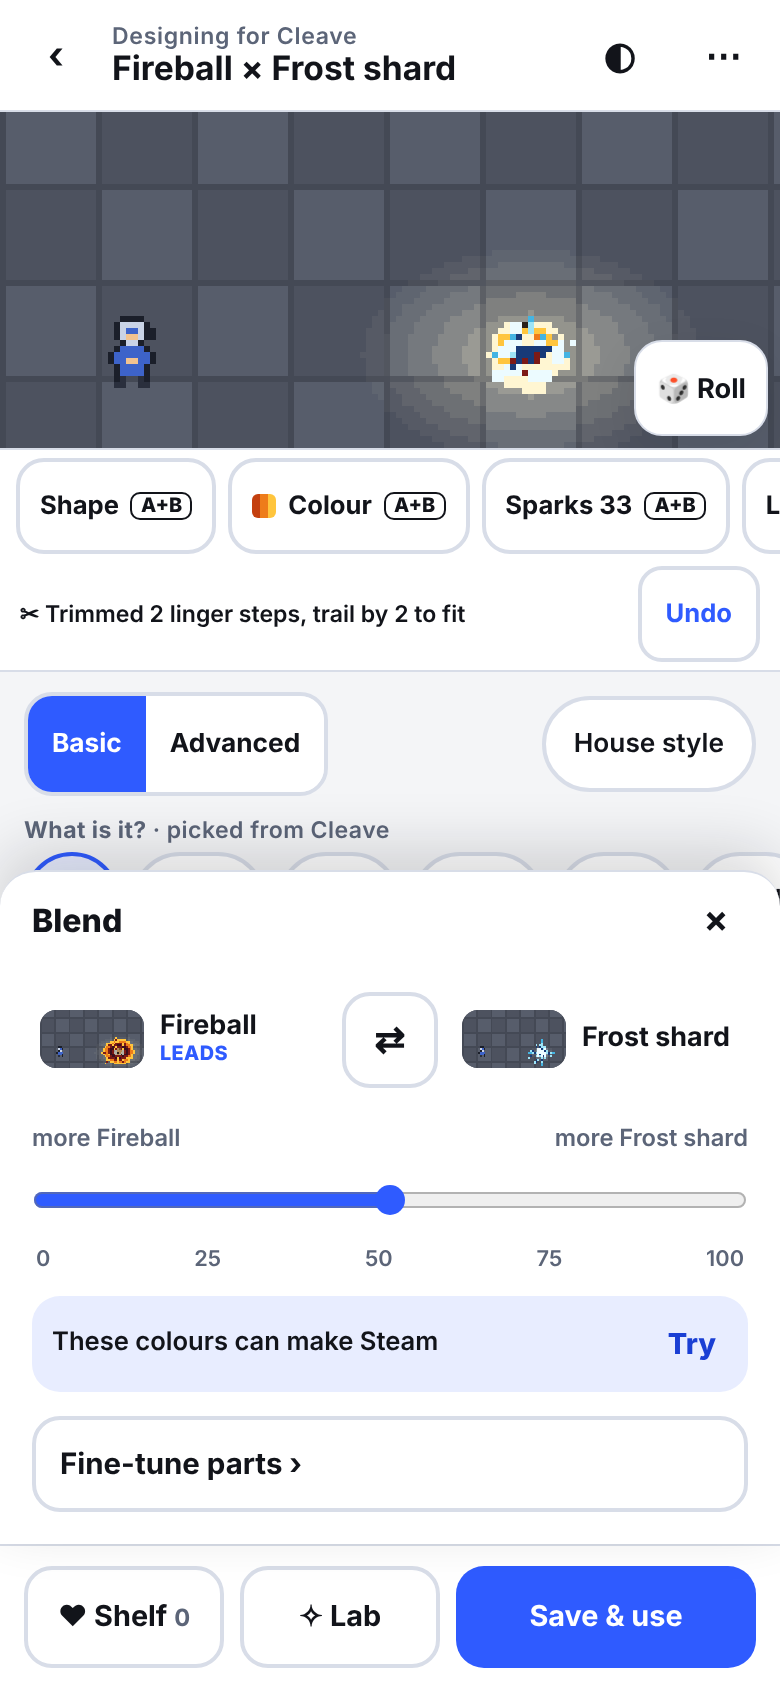 Designing for Cleave
Fireball × Frost shard
Roll
Shape A+B
Colour A+B
Sparks 33 A+B
L
✂ Trimmed 2 linger steps, trail by 2 to fit
Undo
Basic
Advanced
House style
What is it? · picked from Cleave
Blend
Fireball
LEADS
Frost shard
more Fireball
more Frost shard
0 25 50 75 100
These colours can make Steam
Try
Fine-tune parts ›
♥ Shelf 0
✧ Lab
Save & use